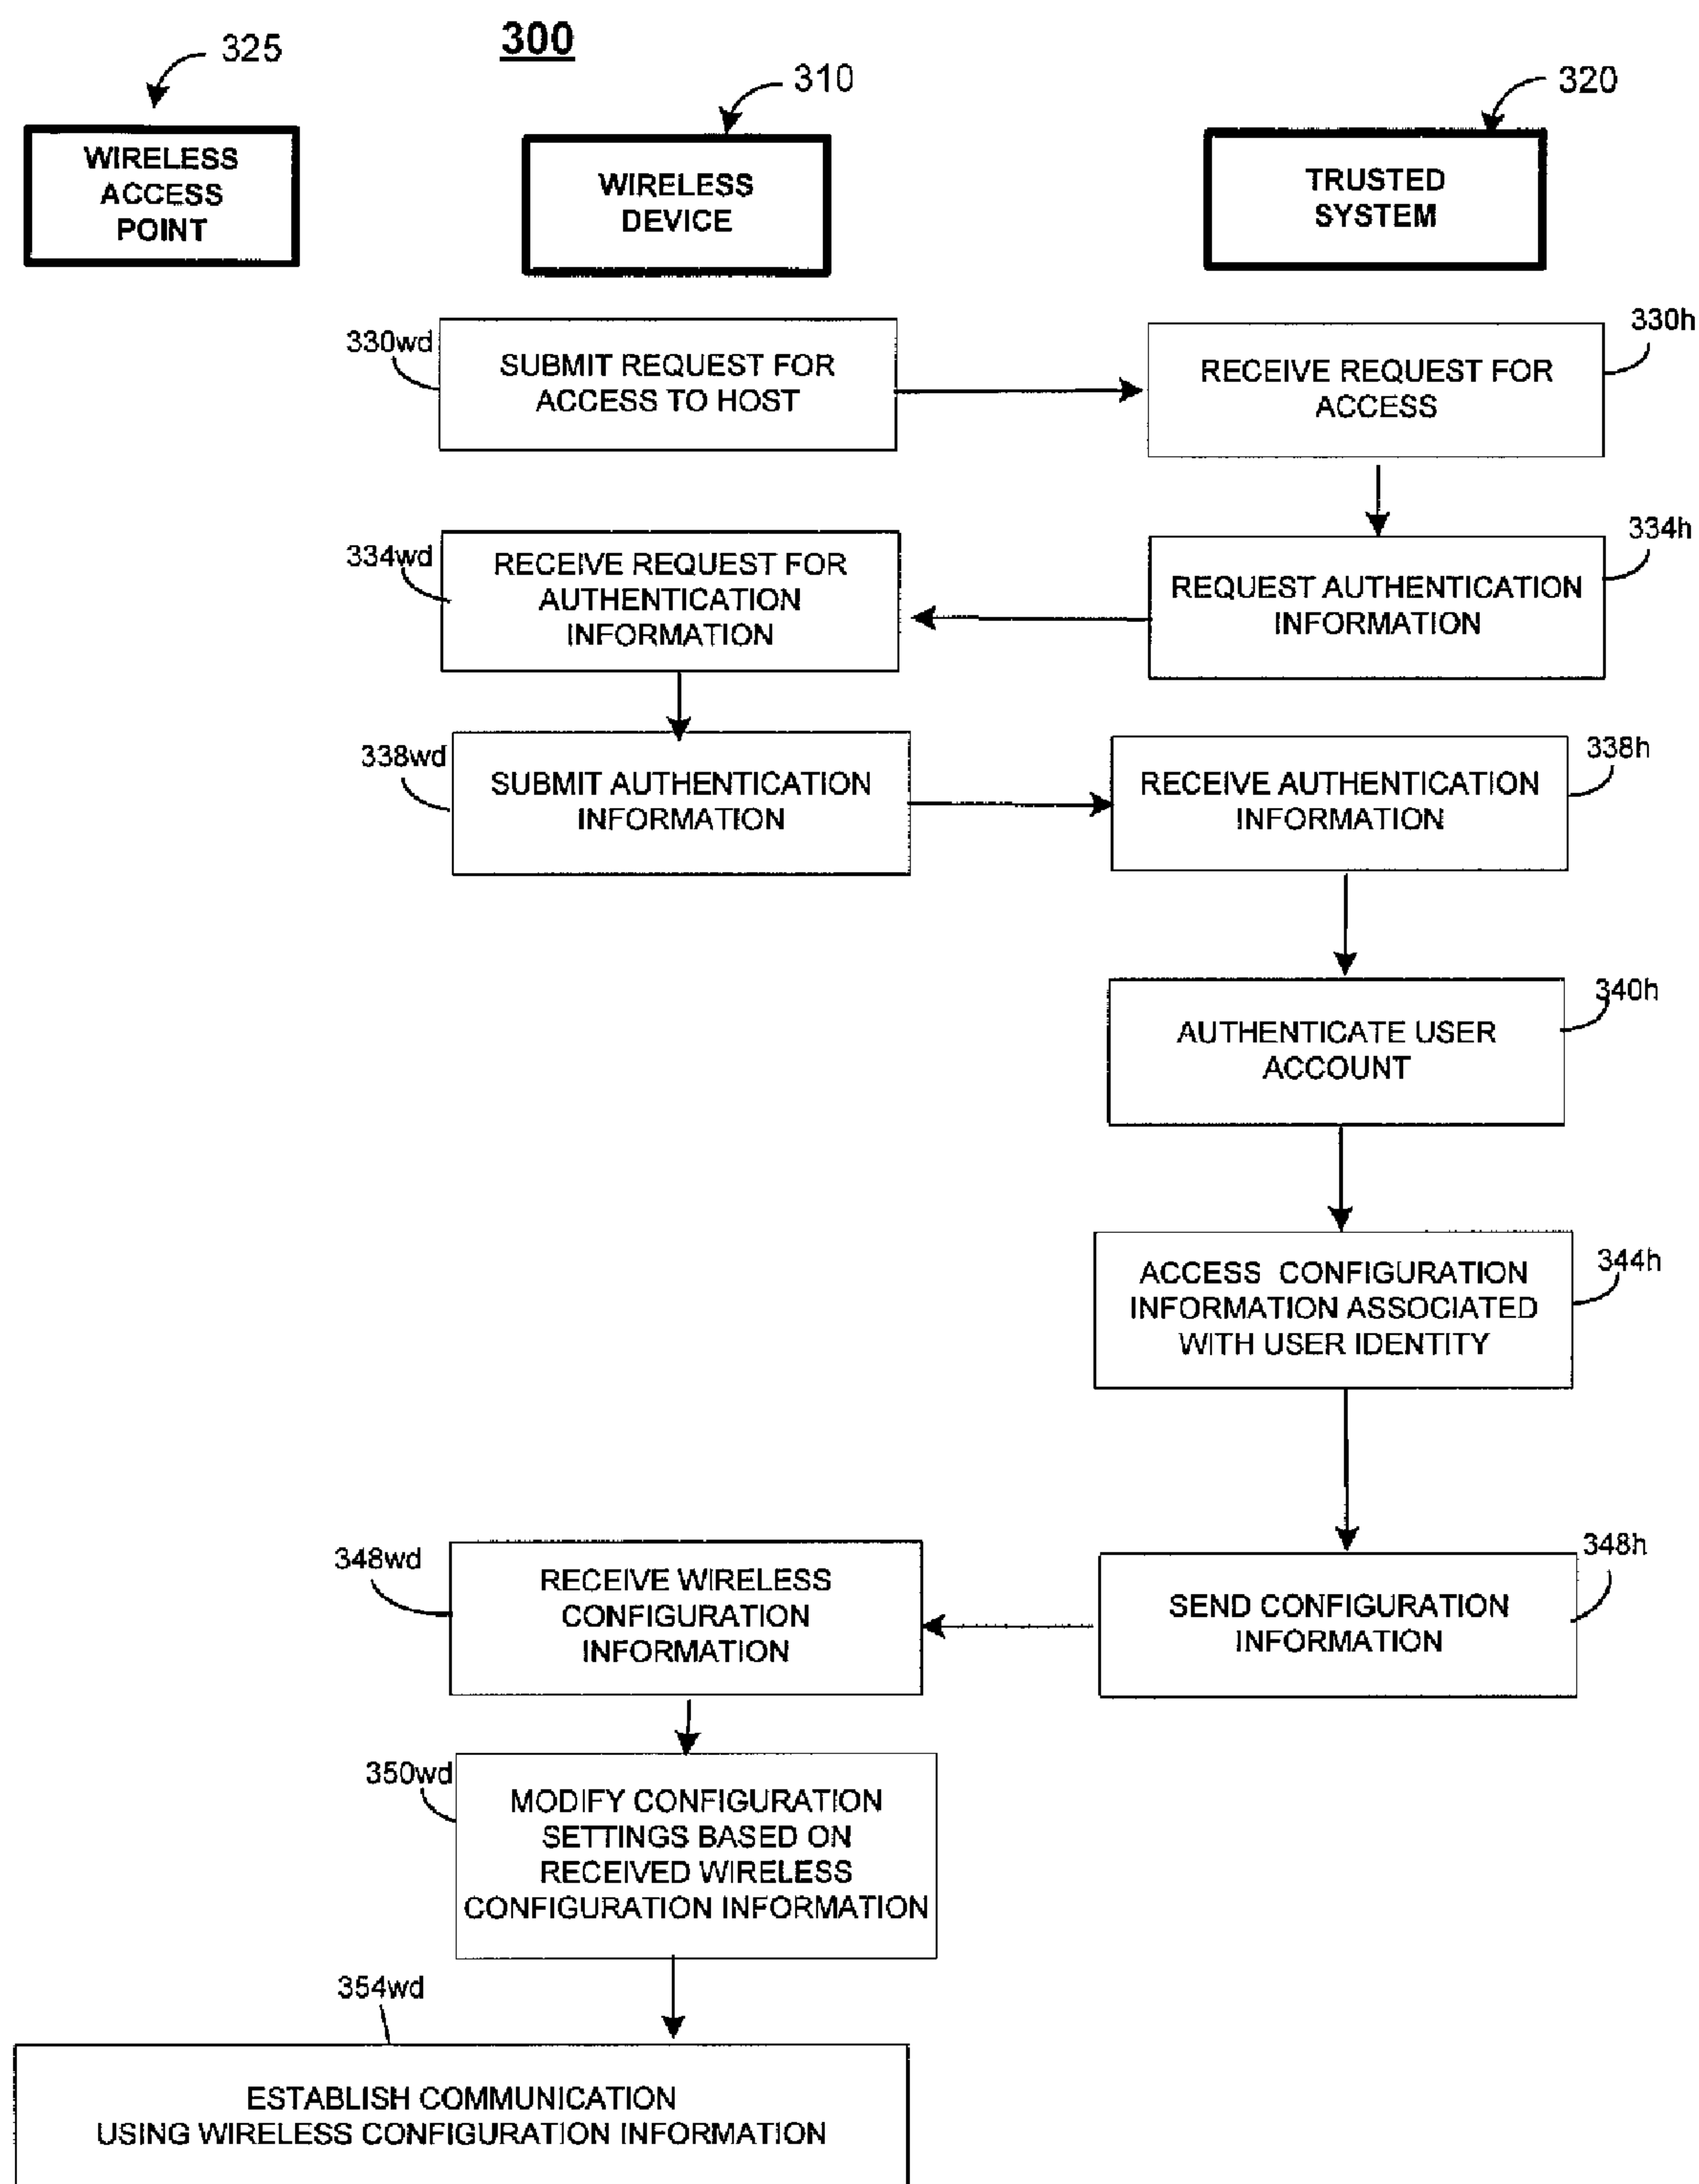 300
325
310
320
WIRELESS
ACCESS
POINT
WIRELESS
DEVICE
TRUSTED
SYSTEM
330wd
SUBMIT REQUEST FOR
ACCESS TO HOST
RECEIVE REQUEST FOR
ACCESS
330h
334wd
RECEIVE REQUEST FOR
AUTHENTICATION
INFORMATION
REQUEST AUTHENTICATION
INFORMATION
334h
338wd
SUBMIT AUTHENTICATION
INFORMATION
RECEIVE AUTHENTICATION
INFORMATION
338h
AUTHENTICATE USER
ACCOUNT
340h
ACCESS CONFIGURATION
INFORMATION ASSOCIATED
WITH USER IDENTITY
344h
348wd
RECEIVE WIRELESS
CONFIGURATION
INFORMATION
SEND CONFIGURATION
INFORMATION
348h
350wd
MODIFY CONFIGURATION
SETTINGS BASED ON
RECEIVED WIRELESS
CONFIGURATION INFORMATION
354wd
ESTABLISH COMMUNICATION
USING WIRELESS CONFIGURATION INFORMATION